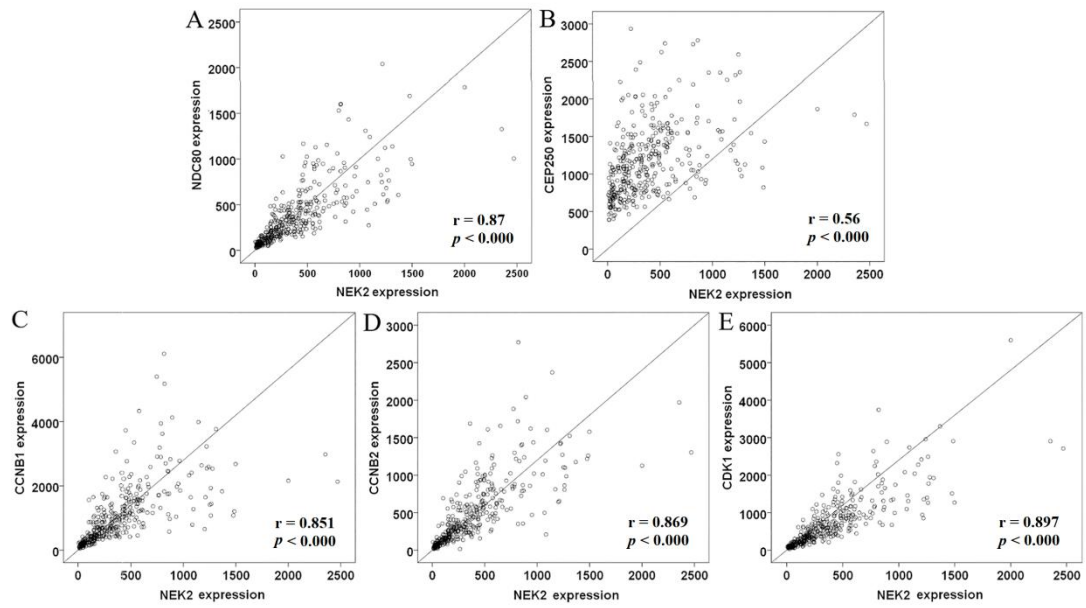 A
NDC80 expression
2500
2000
1500
1000
500
0
r = 0.87
p < 0.000
0 500 1000 1500 2000 2500
NEK2 expression
B
CEP250 expression
3000
2500
2000
1500
1000
500
0
r = 0.56
p < 0.000
0 500 1000 1500 2000 2500
NEK2 expression
C
CCNB1 expression
6000
4000
2000
0
r = 0.851
p < 0.000
0 500 1000 1500 2000 2500
NEK2 expression
D
CCNB2 expression
3000
2500
2000
1500
1000
500
0
r = 0.869
p < 0.000
0 500 1000 1500 2000 2500
NEK2 expression
E
CDK1 expression
6000
5000
4000
3000
2000
1000
0
r = 0.897
p < 0.000
0 500 1000 1500 2000 2500
NEK2 expression